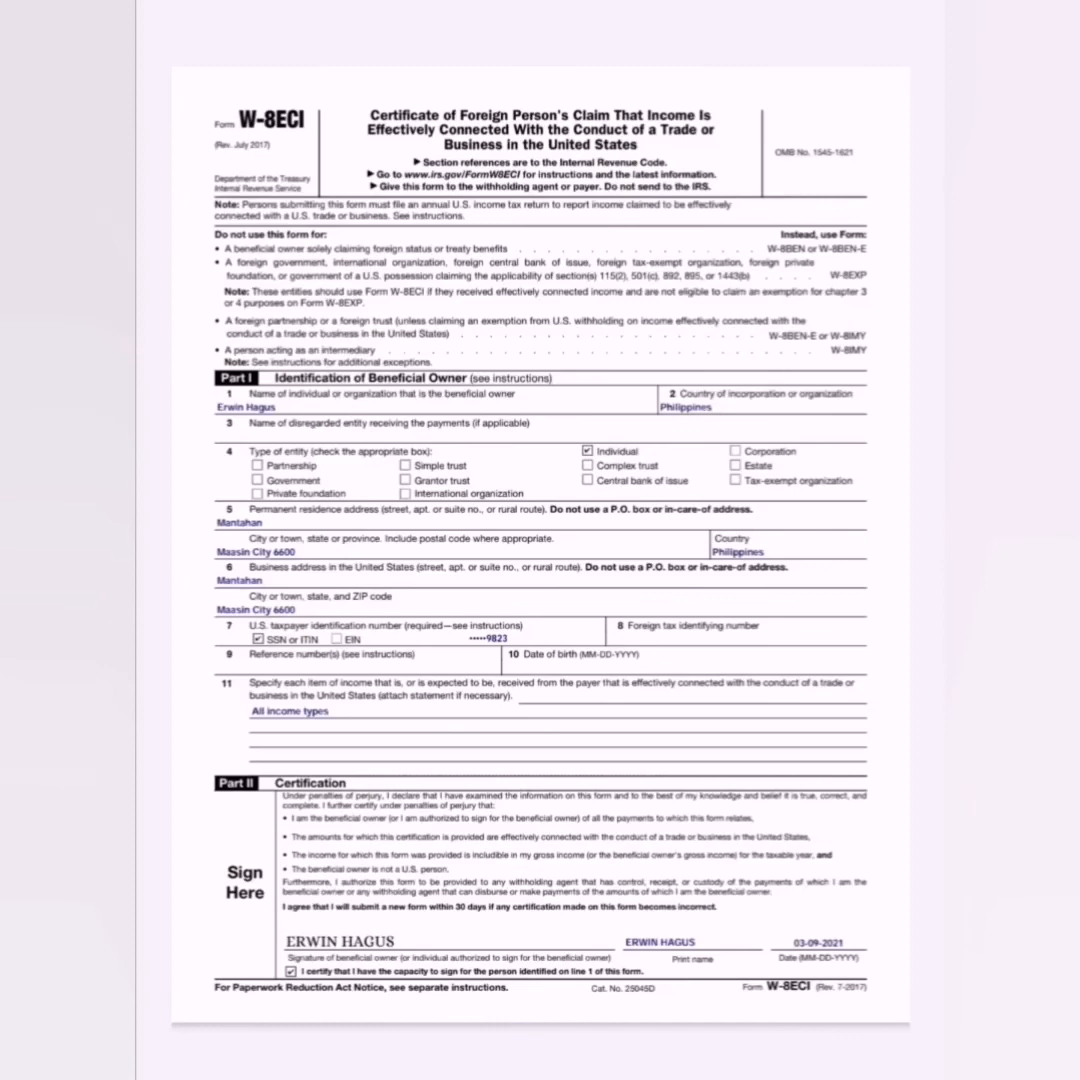 Form W-8ECI
(Rev. July 2017)
Department of the Treasury
Internal Revenue Service
Certificate of Foreign Person's Claim That Income Is
Effectively Connected With the Conduct of a Trade or
Business in the United States
▶ Section references are to the Internal Revenue Code.
▶ Go to www.irs.gov/FormW8ECI for instructions and the latest information.
▶ Give this form to the withholding agent or payer. Do not send to the IRS.
OMB No. 1545-1621
Note: Persons submitting this form must file an annual U.S. income tax return to report income claimed to be effectively
connected with a U.S. trade or business. See instructions.
Do not use this form for: Instead, use Form:
• A beneficial owner solely claiming foreign status or treaty benefits . . . . . . . . . . . . . . . . . W-8BEN or W-8BEN-E
• A foreign government, international organization, foreign central bank of issue, foreign tax-exempt organization, foreign private
foundation, or government of a U.S. possession claiming the applicability of section(s) 115(2), 501(c), 892, 895, or 1443(b) . . . . W-8EXP
Note: These entities should use Form W-8ECI if they received effectively connected income and are not eligible to claim an exemption for chapter 3
or 4 purposes on Form W-8EXP.
• A foreign partnership or a foreign trust (unless claiming an exemption from U.S. withholding on income effectively connected with the
conduct of a trade or business in the United States) . . . . . . . . . . . . . . . . . . . . . W-8BEN-E or W-8IMY
• A person acting as an intermediary . . . . . . . . . . . . . . . . . . . . . . . . . . . . W-8IMY
Note: See instructions for additional exceptions.
Part I Identification of Beneficial Owner (see instructions)
1 Name of individual or organization that is the beneficial owner
Erwin Hagus
2 Country of incorporation or organization
Philippines
3 Name of disregarded entity receiving the payments (if applicable)
4 Type of entity (check the appropriate box): ☑ Individual ☐ Corporation
☐ Partnership ☐ Simple trust ☐ Complex trust ☐ Estate
☐ Government ☐ Grantor trust ☐ Central bank of issue ☐ Tax-exempt organization
☐ Private foundation ☐ International organization
5 Permanent residence address (street, apt. or suite no., or rural route). Do not use a P.O. box or in-care-of address.
Mantahan
City or town, state or province. Include postal code where appropriate.
Maasin City 6600
Country
Philippines
6 Business address in the United States (street, apt. or suite no., or rural route). Do not use a P.O. box or in-care-of address.
Mantahan
City or town, state, and ZIP code
Maasin City 6600
7 U.S. taxpayer identification number (required—see instructions)
☑ SSN or ITIN ☐ EIN •••••9823
8 Foreign tax identifying number
9 Reference number(s) (see instructions)
10 Date of birth (MM-DD-YYYY)
11 Specify each item of income that is, or is expected to be, received from the payer that is effectively connected with the conduct of a trade or
business in the United States (attach statement if necessary).
All income types
Part II Certification
Sign
Here
Under penalties of perjury, I declare that I have examined the information on this form and to the best of my knowledge and belief it is true, correct, and
complete. I further certify under penalties of perjury that:
• I am the beneficial owner (or I am authorized to sign for the beneficial owner) of all the payments to which this form relates,
• The amounts for which this certification is provided are effectively connected with the conduct of a trade or business in the United States,
• The income for which this form was provided is includible in my gross income (or the beneficial owner's gross income) for the taxable year, and
• The beneficial owner is not a U.S. person.
Furthermore, I authorize this form to be provided to any withholding agent that has control, receipt, or custody of the payments of which I am the
beneficial owner or any withholding agent that can disburse or make payments of the amounts of which I am the beneficial owner.
I agree that I will submit a new form within 30 days if any certification made on this form becomes incorrect.
ERWIN HAGUS ERWIN HAGUS 03-09-2021
Signature of beneficial owner (or individual authorized to sign for the beneficial owner) Print name Date (MM-DD-YYYY)
☑ I certify that I have the capacity to sign for the person identified on line 1 of this form.
For Paperwork Reduction Act Notice, see separate instructions. Cat. No. 25045D Form W-8ECI (Rev. 7-2017)